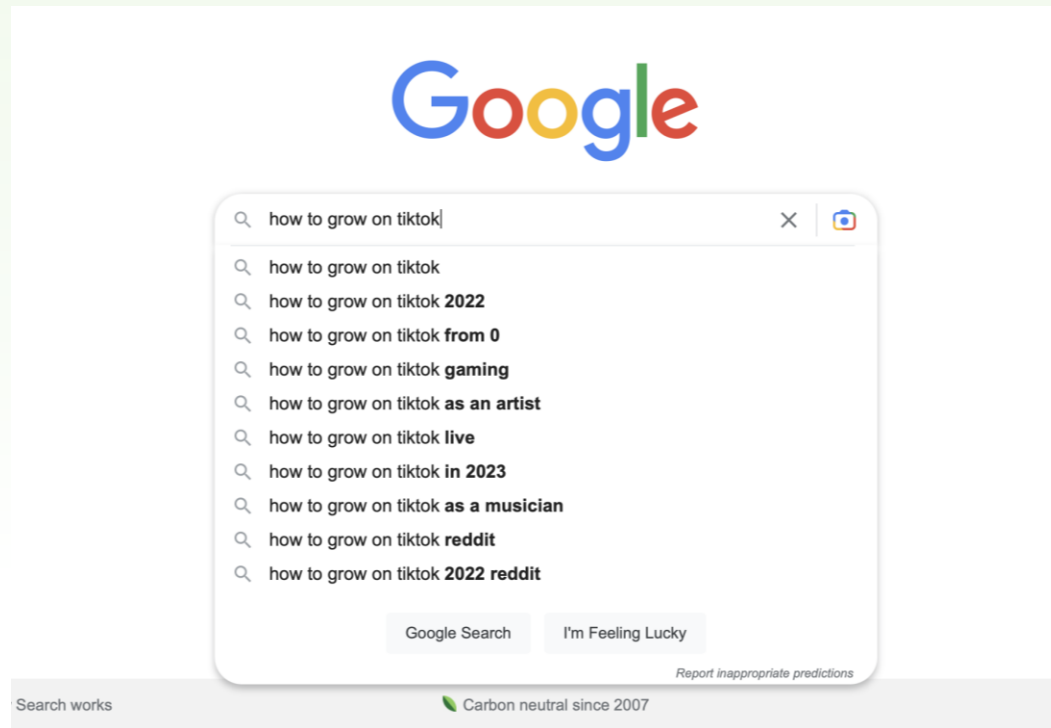 Google
how to grow on tiktok
how to grow on tiktok
how to grow on tiktok 2022
how to grow on tiktok from 0
how to grow on tiktok gaming
how to grow on tiktok as an artist
how to grow on tiktok live
how to grow on tiktok in 2023
how to grow on tiktok as a musician
how to grow on tiktok reddit
how to grow on tiktok 2022 reddit
Google Search I'm Feeling Lucky
Report inappropriate predictions
Search works Carbon neutral since 2007